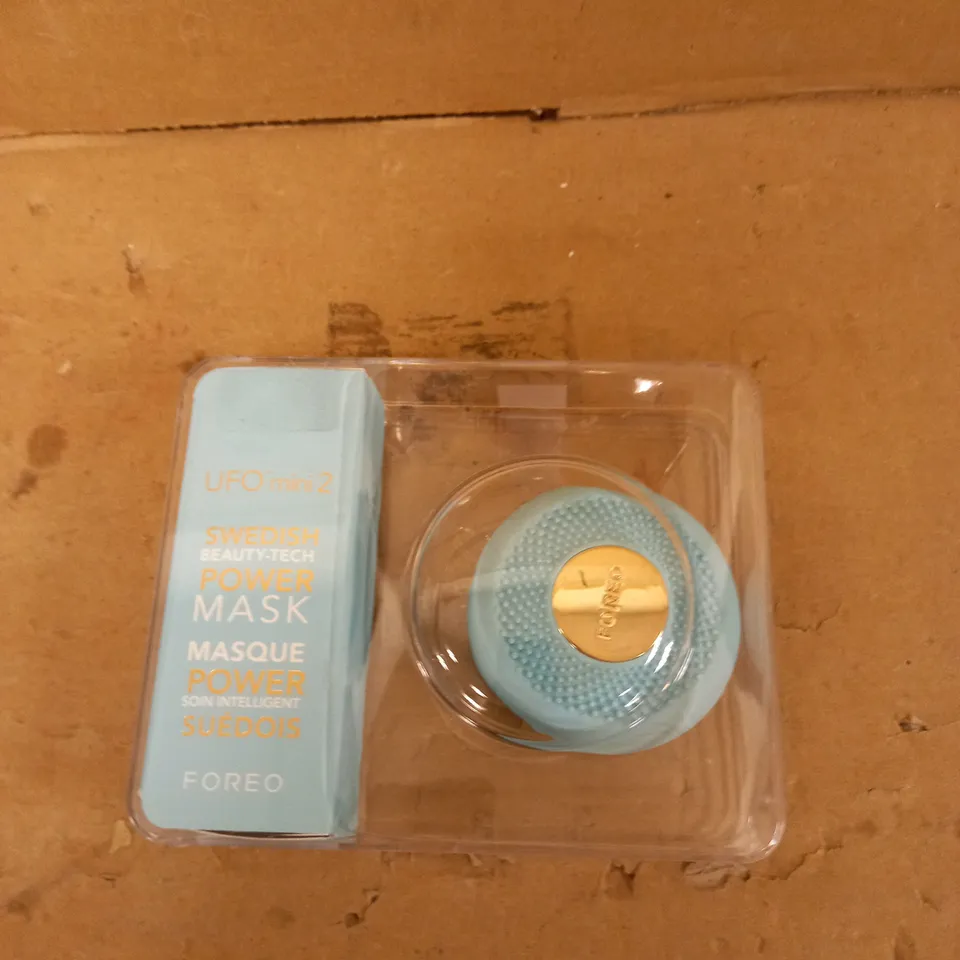 UFO mini 2
SWEDISH
BEAUTY-TECH
POWER
MASK
MASQUE
POWER
SOIN INTELLIGENT
SUÉDOIS
FOREO
FOREO